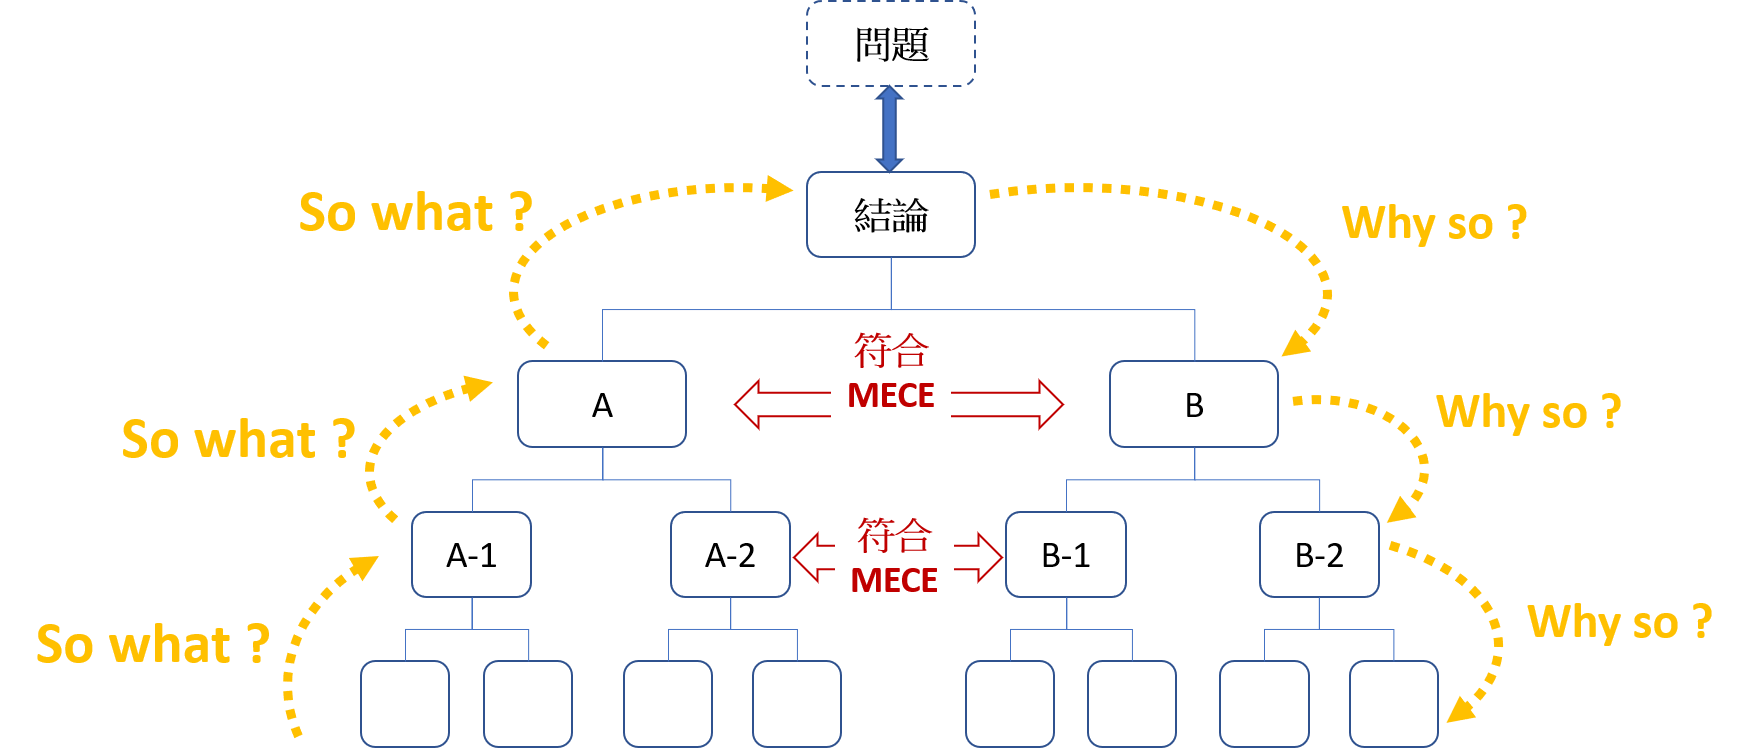 問題
So what ?
結論
Why so ?
符合
MECE
A
B
So what ?
Why so ?
符合
MECE
A-1
A-2
B-1
B-2
So what ?
Why so ?